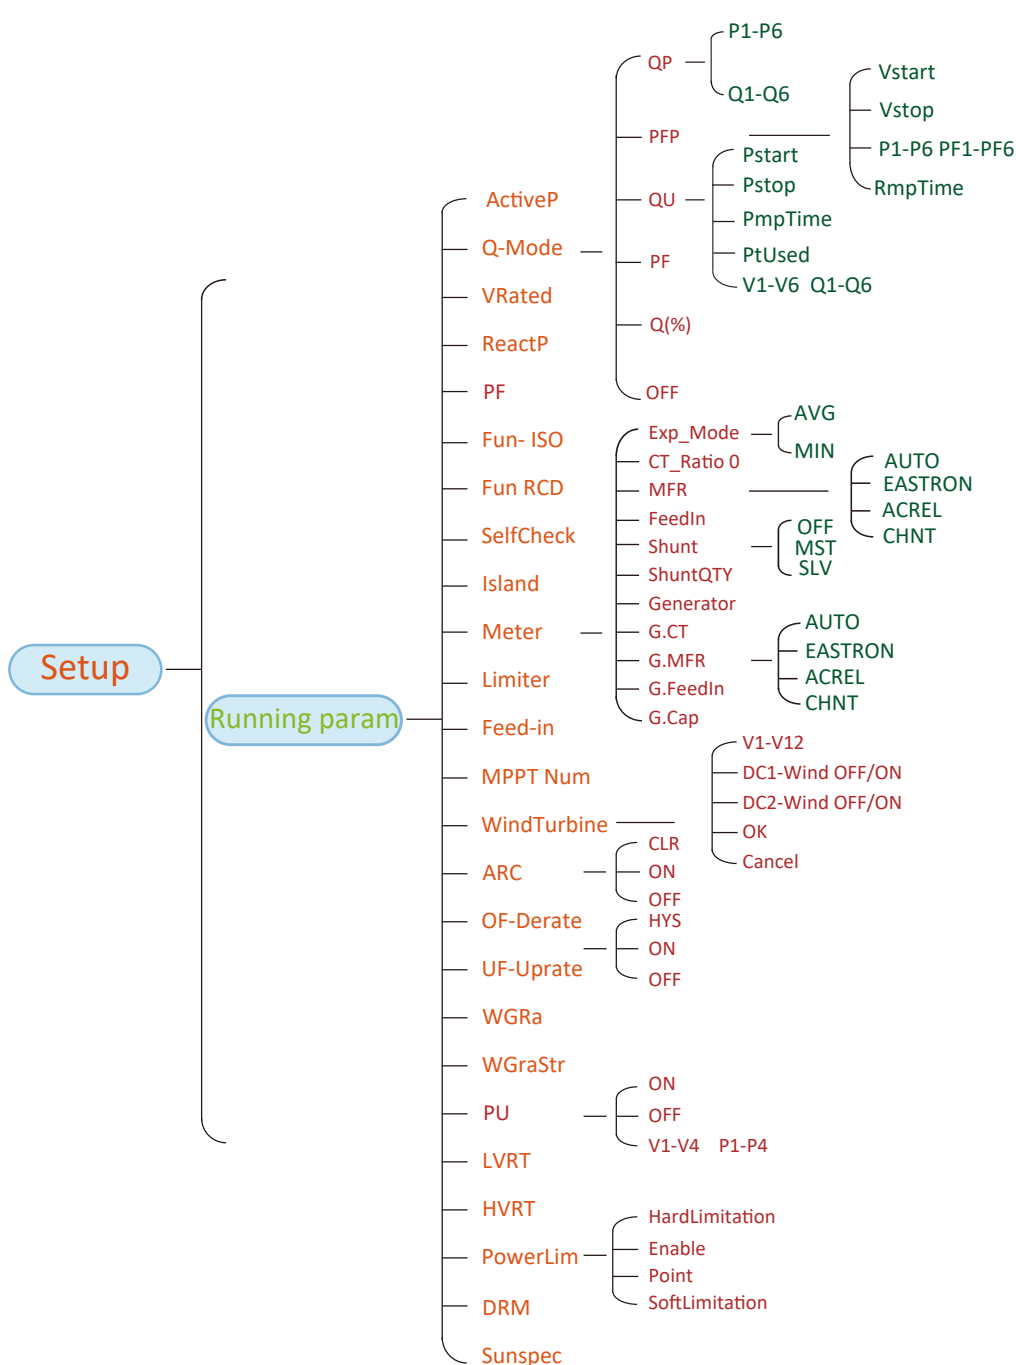 Setup
Running param
ActiveP
Q-Mode
QP
P1-P6
Q1-Q6
PFP
Vstart
Vstop
P1-P6 PF1-PF6
RmpTime
QU
Pstart
Pstop
PmpTime
PtUsed
V1-V6 Q1-Q6
PF
Q(%)
OFF
VRated
ReactP
PF
Fun- ISO
Fun RCD
SelfCheck
Island
Meter
Exp_Mode
AVG
MIN
CT_Ratio 0
MFR
AUTO
EASTRON
ACREL
CHNT
FeedIn
Shunt
OFF
MST
SLV
ShuntQTY
Generator
G.CT
G.MFR
AUTO
EASTRON
ACREL
CHNT
G.FeedIn
G.Cap
Limiter
Feed-in
MPPT Num
WindTurbine
V1-V12
DC1-Wind OFF/ON
DC2-Wind OFF/ON
OK
Cancel
ARC
CLR
ON
OFF
OF-Derate
UF-Uprate
HYS
ON
OFF
WGRa
WGraStr
PU
ON
OFF
V1-V4 P1-P4
LVRT
HVRT
PowerLim
HardLimitation
Enable
Point
SoftLimitation
DRM
Sunspec